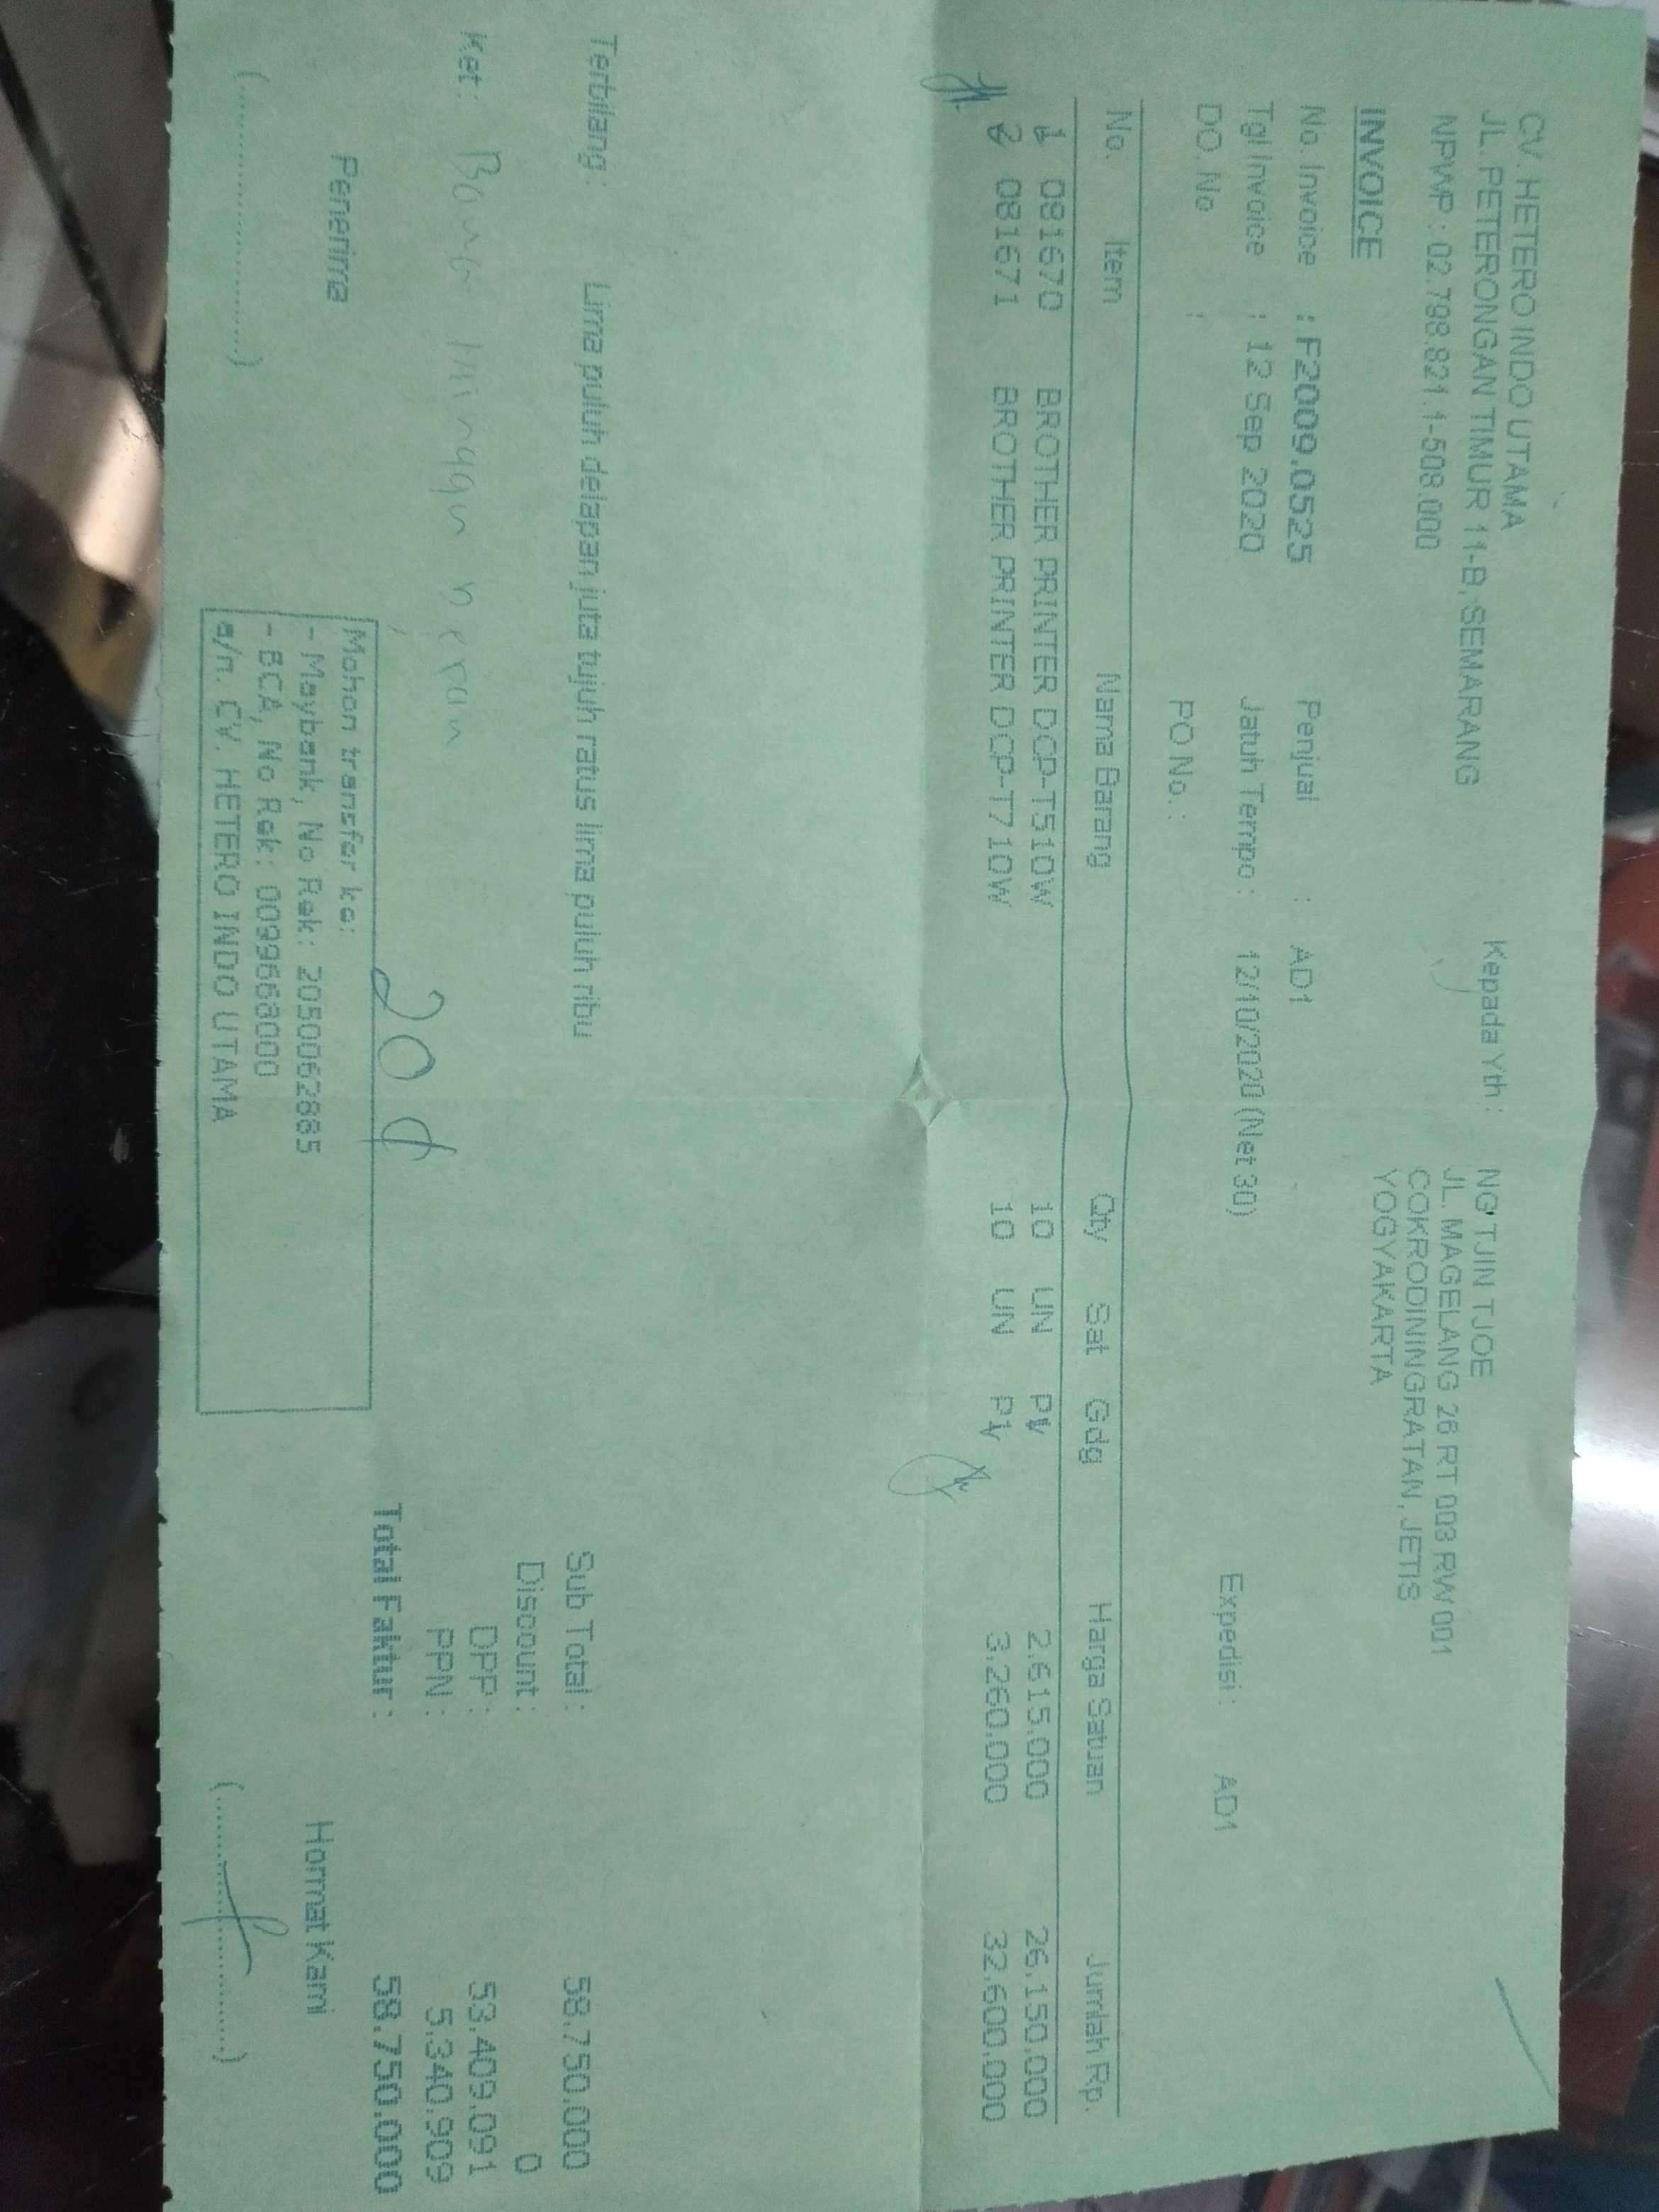 CV. HETERO INDO UTAMA
JL. PETERONGAN TIMUR 11-B, SEMARANG
NPWP : 02.798.821.1-508.000
Kepada Yth : NG TJIN TJOE
JL. MAGELANG 26 RT 003 RW 001
COKRODININGRATAN, JETIS
YOGYAKARTA
INVOICE
No. Invoice : F2009.0525 Penjual : AD1
Tgl Invoice : 12 Sep 2020 Jatuh Tempo : 12/10/2020 (Net 30) Expedisi : AD1
DO. No : PO No. :
No. Item Nama Barang Qty Sat Gdg Harga Satuan Jumlah Rp.
1 081670 BROTHER PRINTER DCP-T510W 10 UN P1 2.615.000 26.150.000
2 081671 BROTHER PRINTER DCP-T710W 10 UN P1 3.260.000 32.600.000
Terbilang : Lima puluh delapan juta tujuh ratus lima puluh ribu
Sub Total : 58.750.000
Discount : 0
DPP : 53.409.091
PPN : 5.340.909
Total Faktur : 58.750.000
Ket :
20 d
Penerima
(....................)
Mohon transfer ke:
- Maybank, No Rek: 2050062885
- BCA, No Rek: 0099668000
a/n. CV. HETERO INDO UTAMA
Hormat Kami
(....................)